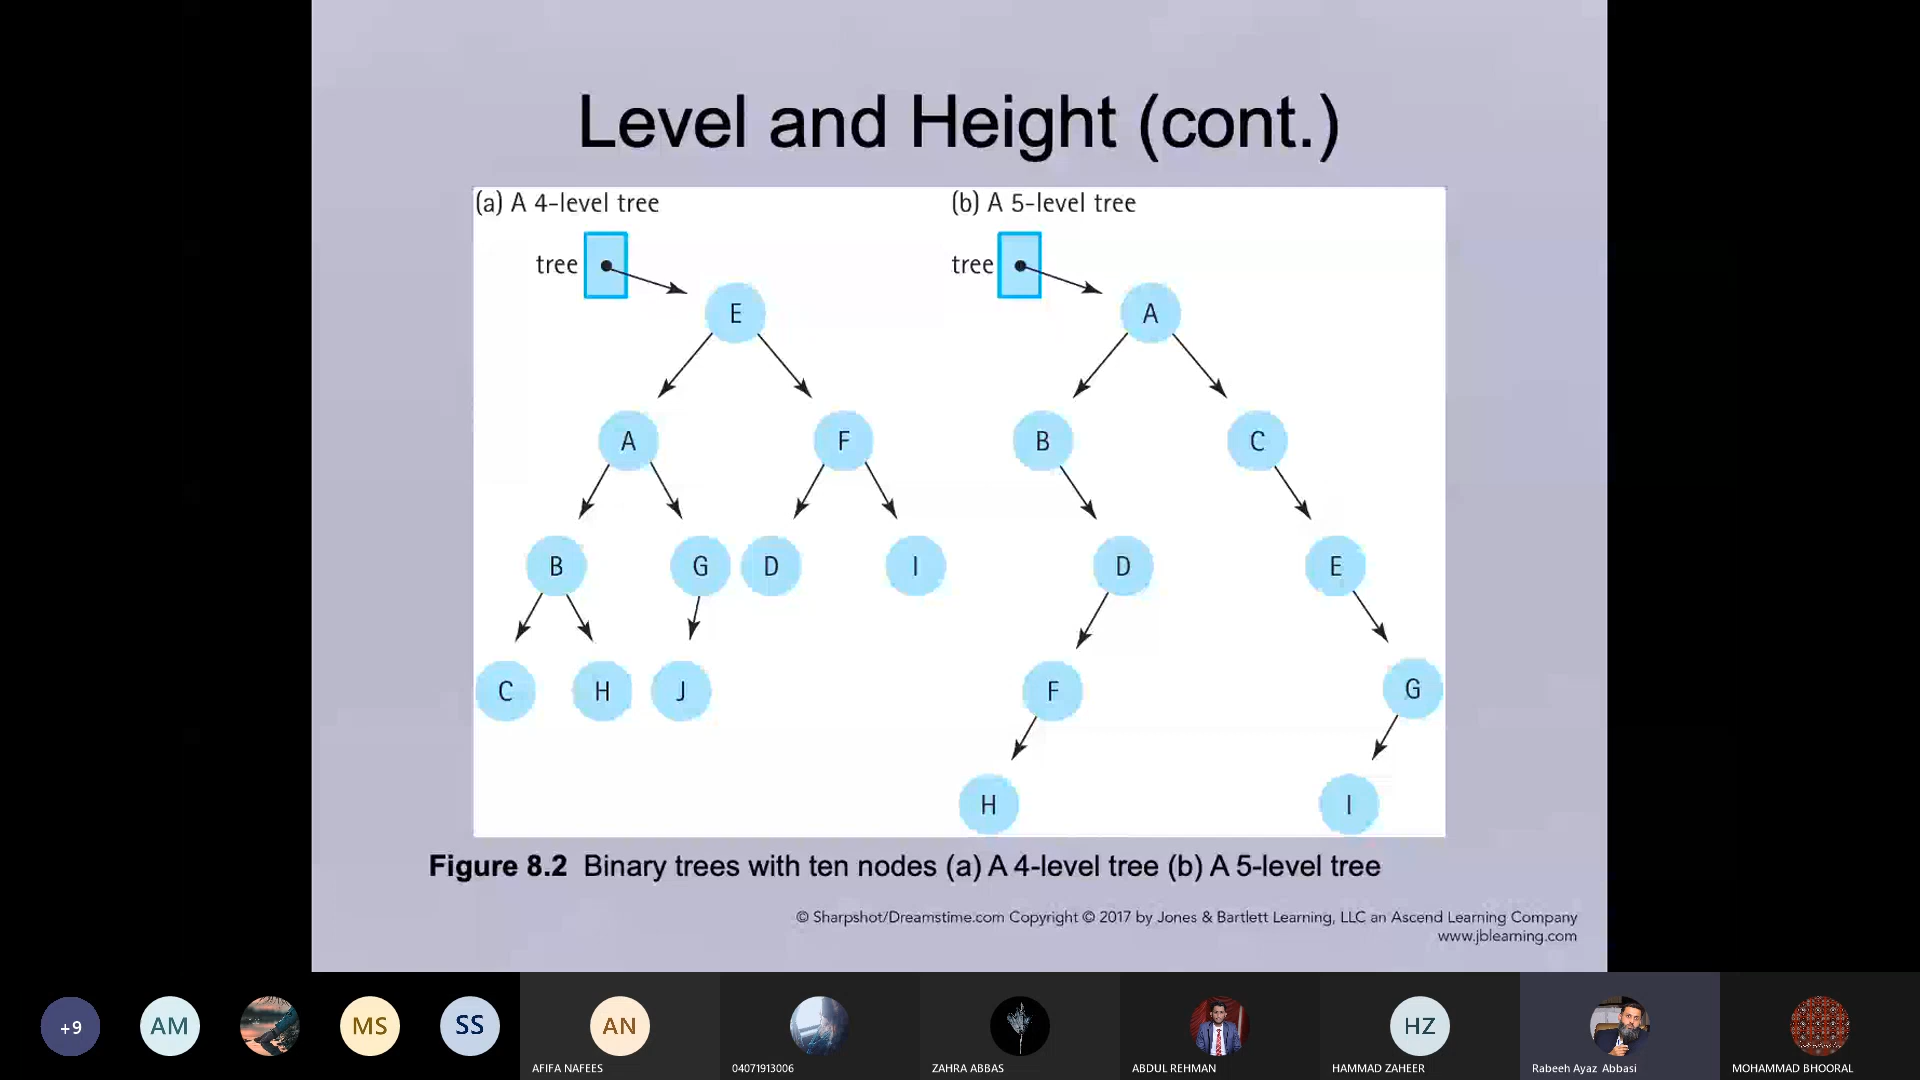 Level and Height (cont.)
(a) A 4-level tree
(b) A 5-level tree
tree
tree
E
A
A
F
B
C
B
G
D
I
D
E
C
H
J
F
G
H
I
Figure 8.2 Binary trees with ten nodes (a) A 4-level tree (b) A 5-level tree
© Sharpshot/Dreamstime.com Copyright © 2017 by Jones & Bartlett Learning, LLC an Ascend Learning Company
www.jblearning.com
+9
AM
MS
SS
AN
HZ
AFIFA NAFEES
04071913006
ZAHRA ABBAS
ABDUL REHMAN
HAMMAD ZAHEER
Rabeeh Ayaz Abbasi
MOHAMMAD BHOORAL